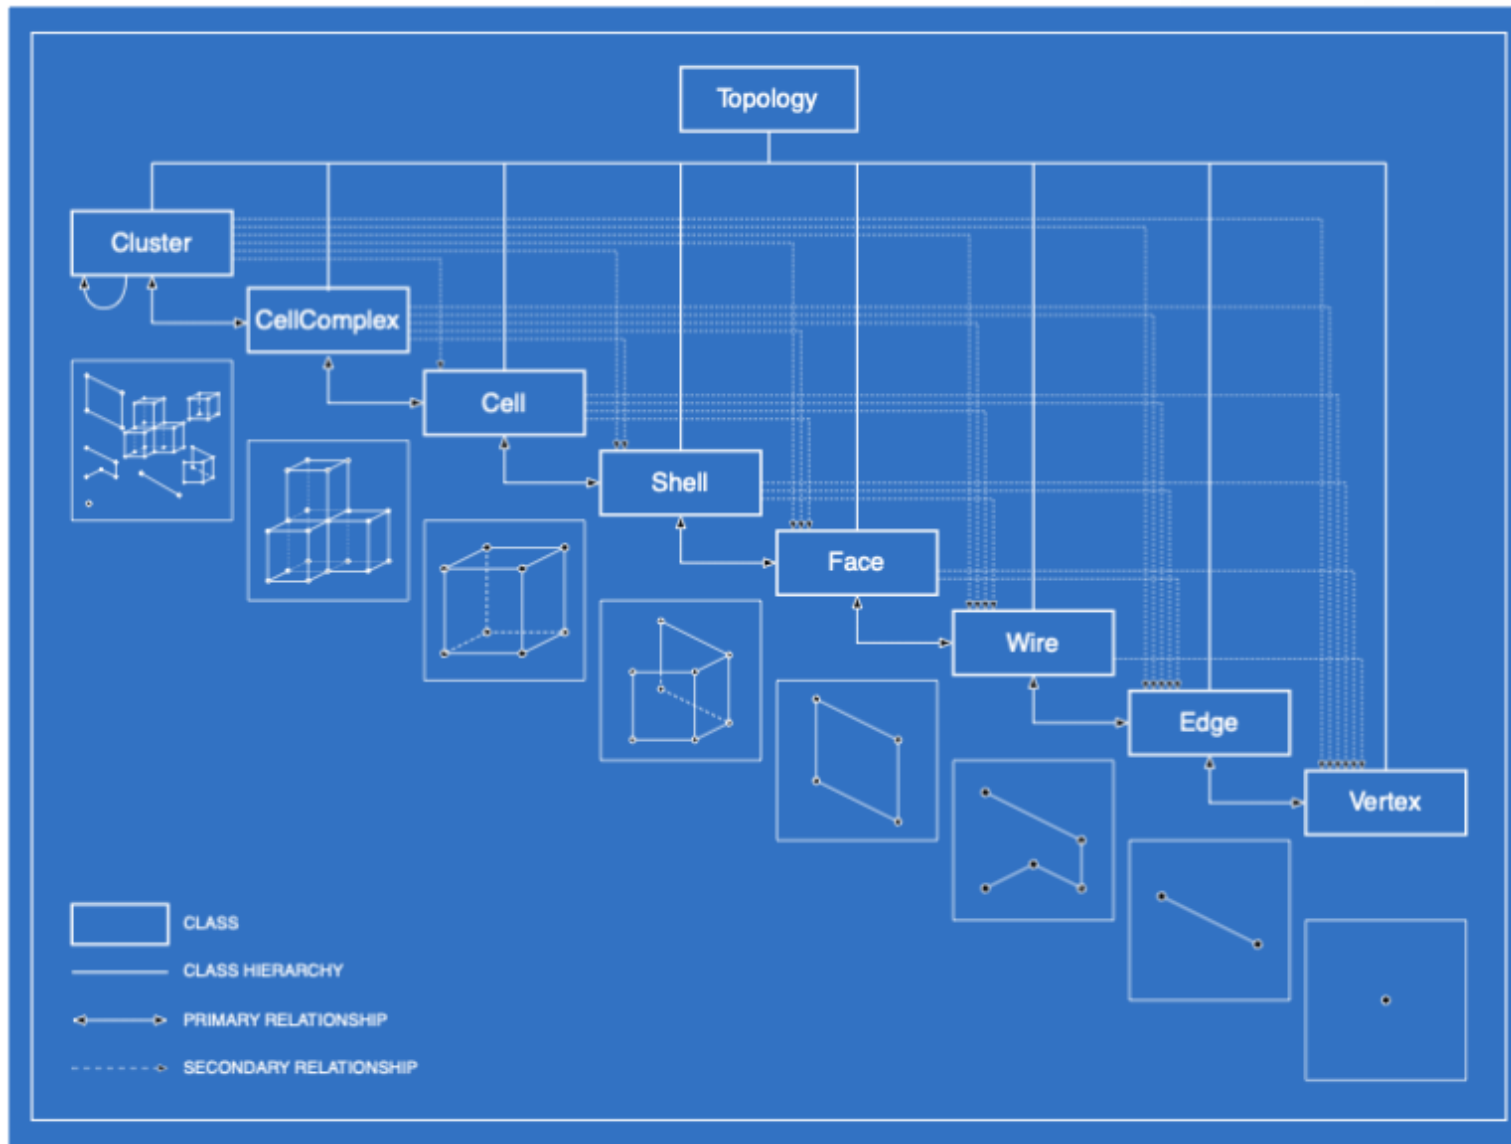 Topology
Cluster
CellComplex
Cell
Shell
Face
Wire
Edge
Vertex
CLASS
CLASS HIERARCHY
PRIMARY RELATIONSHIP
SECONDARY RELATIONSHIP